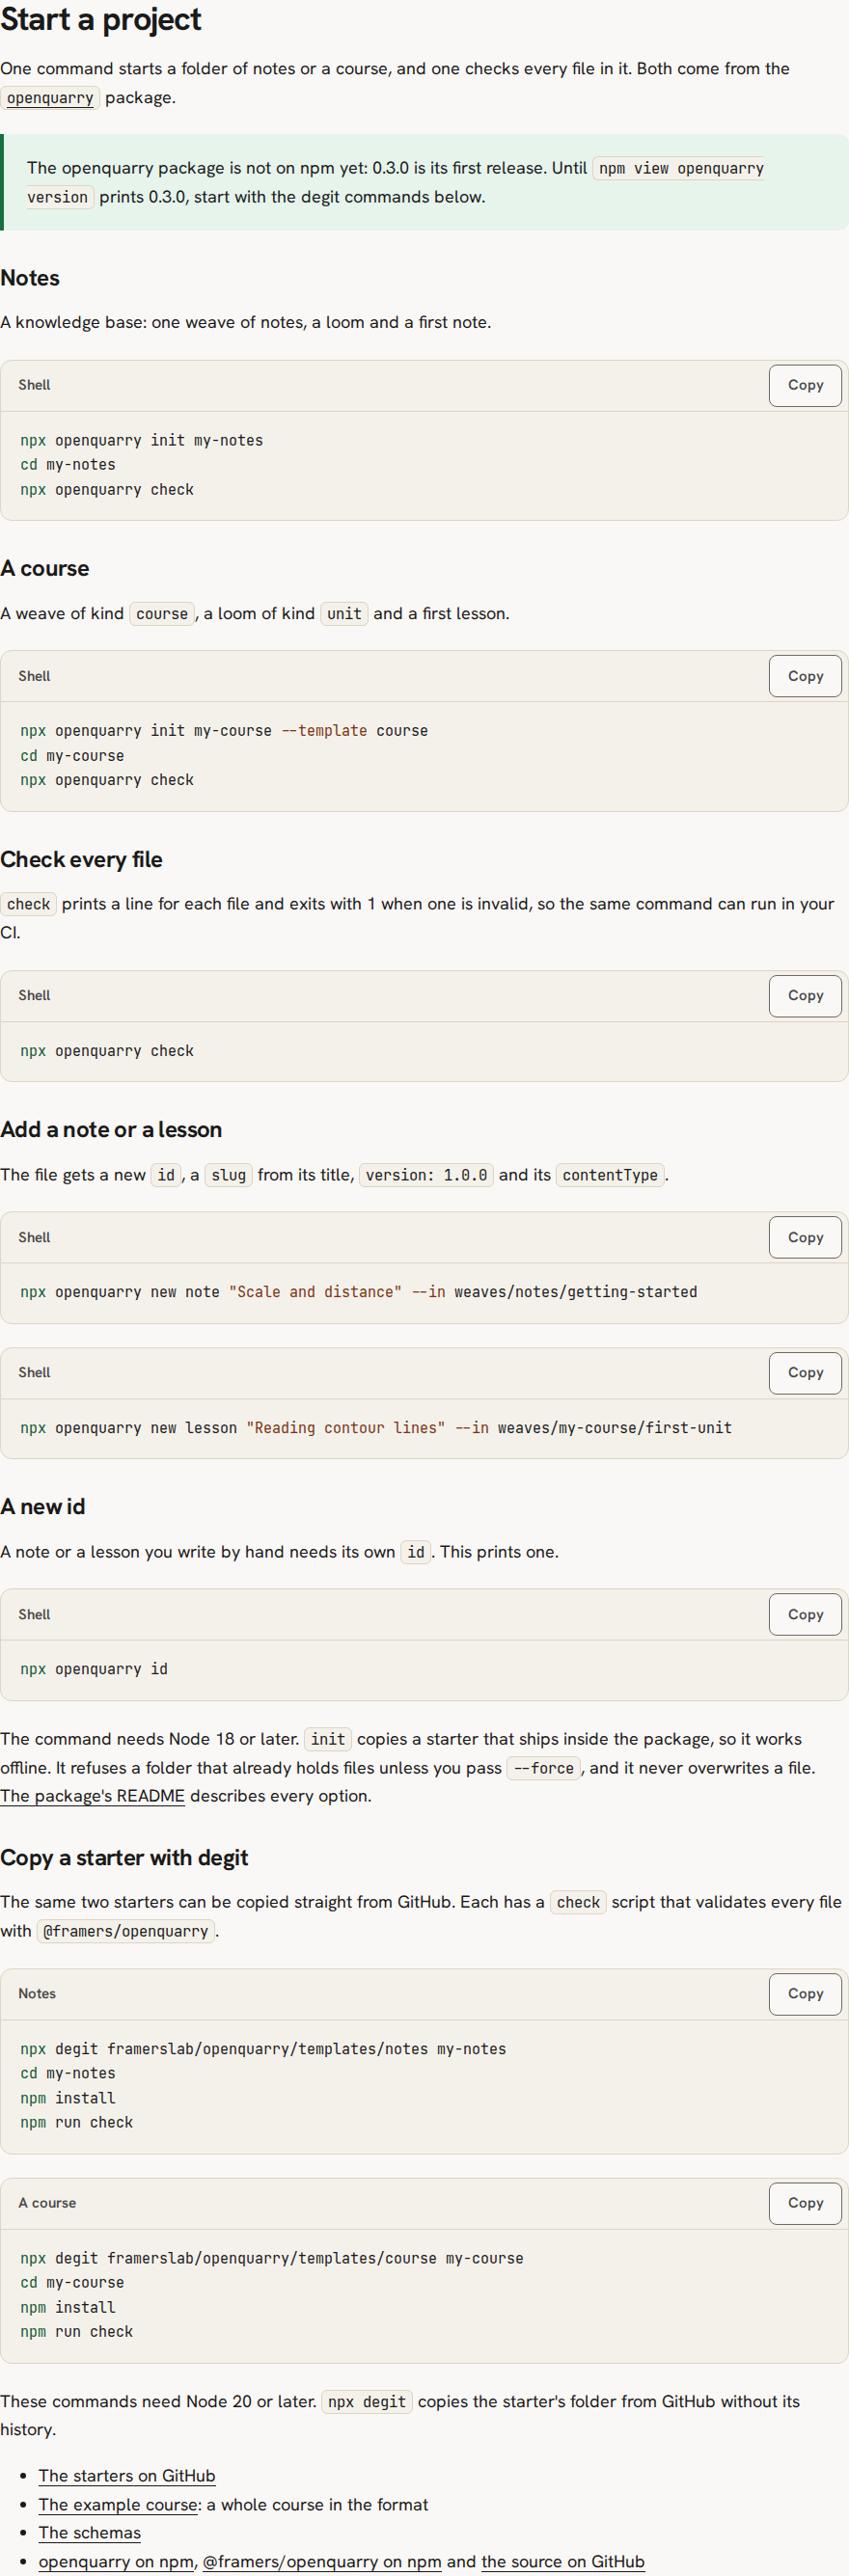 Start a project
One command starts a folder of notes or a course, and one checks every file in it. Both come from the
openquarry package.
The openquarry package is not on npm yet: 0.3.0 is its first release. Until npm view openquarry
version prints 0.3.0, start with the degit commands below.
Notes
A knowledge base: one weave of notes, a loom and a first note.
Shell Copy
npx openquarry init my-notes
cd my-notes
npx openquarry check
A course
A weave of kind course, a loom of kind unit and a first lesson.
Shell Copy
npx openquarry init my-course --template course
cd my-course
npx openquarry check
Check every file
check prints a line for each file and exits with 1 when one is invalid, so the same command can run in your
CI.
Shell Copy
npx openquarry check
Add a note or a lesson
The file gets a new id, a slug from its title, version: 1.0.0 and its contentType.
Shell Copy
npx openquarry new note "Scale and distance" --in weaves/notes/getting-started
Shell Copy
npx openquarry new lesson "Reading contour lines" --in weaves/my-course/first-unit
A new id
A note or a lesson you write by hand needs its own id. This prints one.
Shell Copy
npx openquarry id
The command needs Node 18 or later. init copies a starter that ships inside the package, so it works
offline. It refuses a folder that already holds files unless you pass --force, and it never overwrites a file.
The package's README describes every option.
Copy a starter with degit
The same two starters can be copied straight from GitHub. Each has a check script that validates every file
with @framers/openquarry.
Notes Copy
npx degit framerslab/openquarry/templates/notes my-notes
cd my-notes
npm install
npm run check
A course Copy
npx degit framerslab/openquarry/templates/course my-course
cd my-course
npm install
npm run check
These commands need Node 20 or later. npx degit copies the starter's folder from GitHub without its
history.
• The starters on GitHub
• The example course: a whole course in the format
• The schemas
• openquarry on npm, @framers/openquarry on npm and the source on GitHub